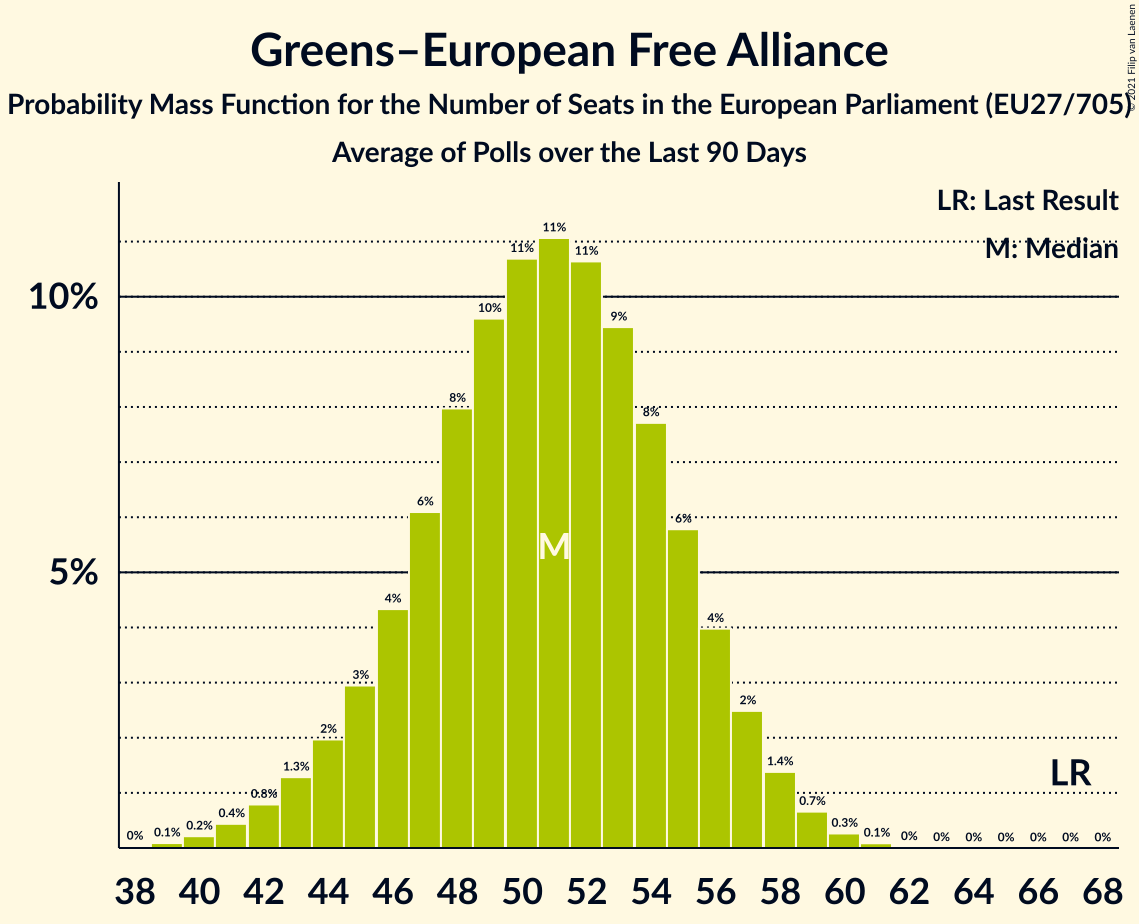 © 2021 Filip van Laenen
Greens–European Free Alliance
Probability Mass Function for the Number of Seats in the European Parliament (EU27/705)
Average of Polls over the Last 90 Days
LR: Last Result
M: Median
10%
5%
0% 0.1% 0.2% 0.4% 0.8% 1.3% 2% 3% 4% 6% 8% 10% 11% 11% 11% 9% 8% 6% 4% 2% 1.4% 0.7% 0.3% 0.1% 0% 0% 0% 0% 0% 0% 0%
M
LR
38 40 42 44 46 48 50 52 54 56 58 60 62 64 66 68